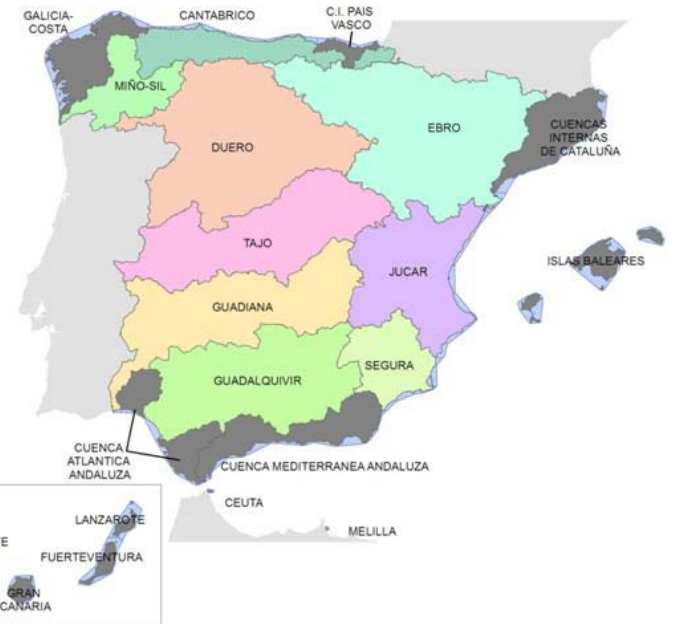 GALICIA-
COSTA
CANTABRICO
C.I. PAIS
VASCO
MIÑO-SIL
DUERO
EBRO
CUENCAS
INTERNAS
DE CATALUÑA
TAJO
JUCAR
ISLAS BALEARES
GUADIANA
SEGURA
GUADALQUIVIR
CUENCA
ATLANTICA
ANDALUZA
CUENCA MEDITERRANEA ANDALUZA
CEUTA
MELILLA
LANZAROTE
FUERTEVENTURA
GRAN
CANARIA